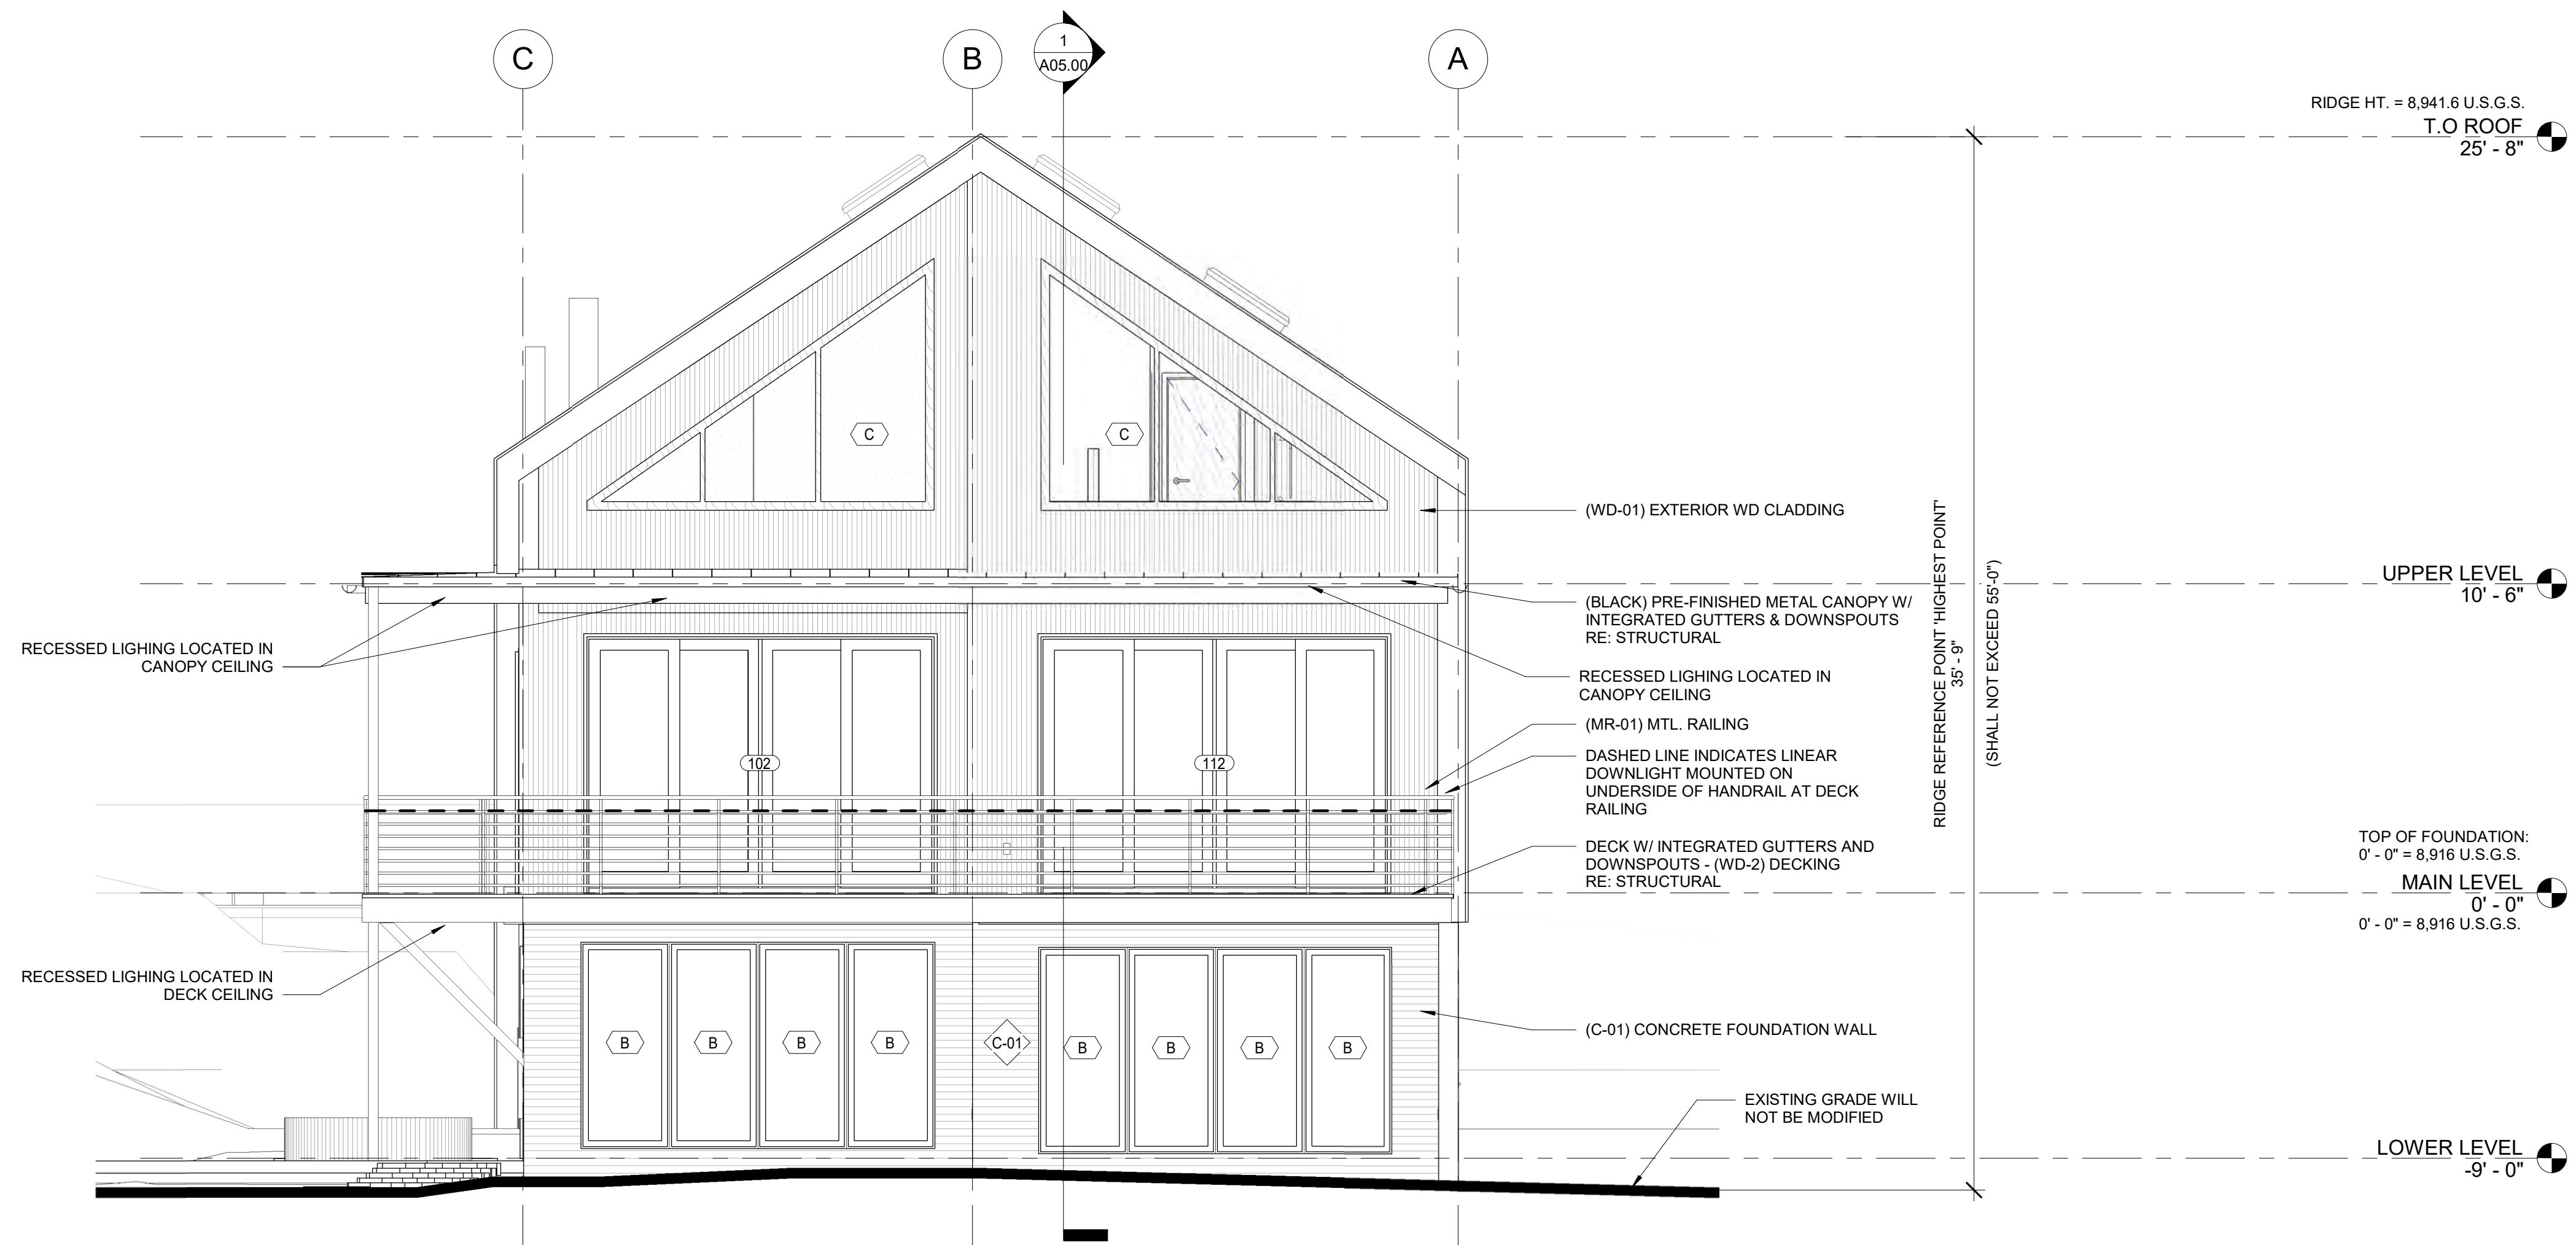 C
B
1
A05.00
A
RIDGE HT. = 8,941.6 U.S.G.S.
T.O ROOF
25' - 8"
C
C
(WD-01) EXTERIOR WD CLADDING
UPPER LEVEL
10' - 6"
(BLACK) PRE-FINISHED METAL CANOPY W/
INTEGRATED GUTTERS & DOWNSPOUTS
RE: STRUCTURAL
RECESSED LIGHING LOCATED IN
CANOPY CEILING
RECESSED LIGHING LOCATED IN
CANOPY CEILING
(MR-01) MTL. RAILING
102
112
DASHED LINE INDICATES LINEAR
DOWNLIGHT MOUNTED ON
UNDERSIDE OF HANDRAIL AT DECK
RAILING
RIDGE REFERENCE POINT 'HIGHEST POINT'
35' - 9"
(SHALL NOT EXCEED 55'-0")
DECK W/ INTEGRATED GUTTERS AND
DOWNSPOUTS - (WD-2) DECKING
RE: STRUCTURAL
TOP OF FOUNDATION:
0' - 0" = 8,916 U.S.G.S.
MAIN LEVEL
0' - 0"
0' - 0" = 8,916 U.S.G.S.
RECESSED LIGHING LOCATED IN
DECK CEILING
B
B
B
B
C-01
B
B
B
B
(C-01) CONCRETE FOUNDATION WALL
EXISTING GRADE WILL
NOT BE MODIFIED
LOWER LEVEL
-9' - 0"